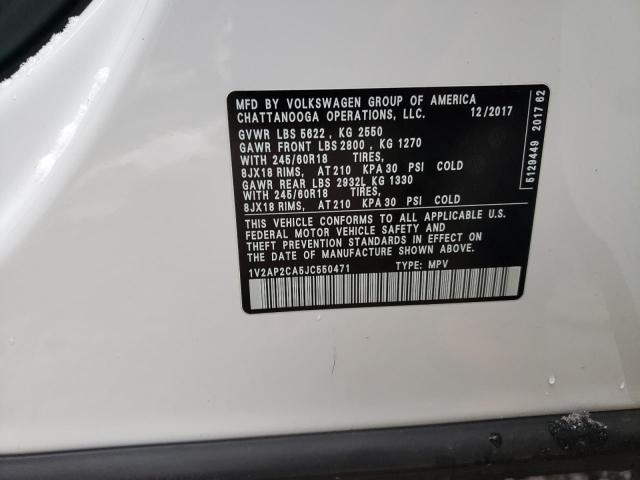 MFD BY VOLKSWAGEN GROUP OF AMERICA
CHATTANOOGA OPERATIONS, LLC. 12/2017
GVWR LBS 5622 , KG 2550
GAWR FRONT LBS 2800 , KG 1270
WITH 245/60R18 TIRES,
8JX18 RIMS, AT 210 KPA 30 PSI COLD
GAWR REAR LBS 2932L KG 1330
WITH 245/60R18 TIRES,
8JX18 RIMS, AT 210 KPA 30 PSI COLD
THIS VEHICLE CONFORMS TO ALL APPLICABLE U.S.
FEDERAL MOTOR VEHICLE SAFETY AND
THEFT PREVENTION STANDARDS IN EFFECT ON
THE DATE OF MANUFACTURE SHOWN ABOVE.
1V2AP2CA5JC550471 TYPE: MPV
5129449 2017 62